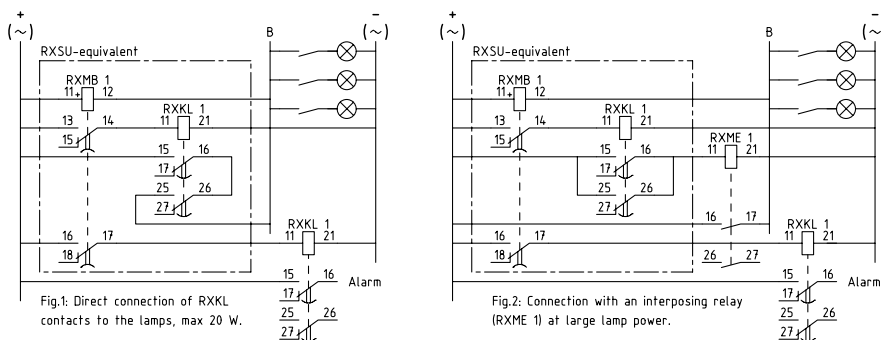 +
(~)
B
−
(~)
RXSU-equivalent
RXMB 1
11 + 12
RXKL 1
13 14 11 21
15
15 16
17
25 26
27
RXKL 1
16 17 11 21
18
15 16 Alarm
17
25 26
27
Fig.1: Direct connection of RXKL
contacts to the lamps, max 20 W.
+
(~)
B
−
(~)
RXSU-equivalent
RXMB 1
11 + 12
RXKL 1
13 14 11 21
15
RXME 1
15 16 11 21
17
25 26
27
16 17
RXKL 1
16 17 11 21
18
26 27
15 16 Alarm
17
25 26
27
Fig.2: Connection with an interposing relay
(RXME 1) at large lamp power.